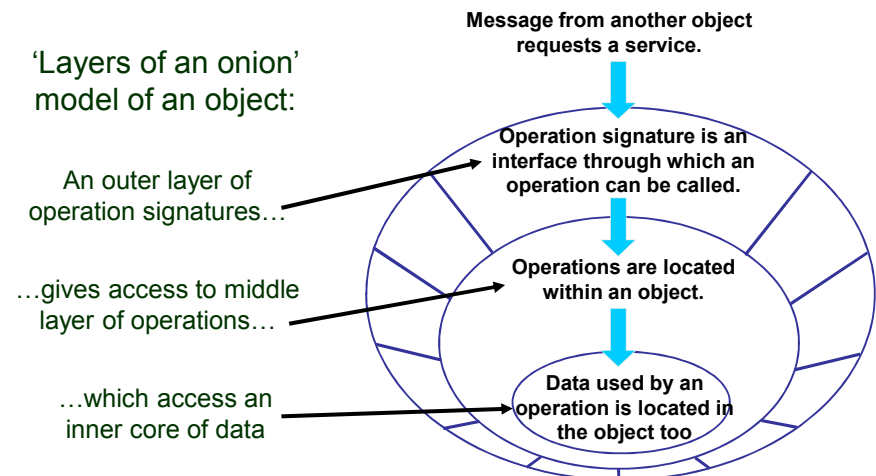 Message from another object
requests a service.
‘Layers of an onion’
model of an object:
Operation signature is an
interface through which an
operation can be called.
An outer layer of
operation signatures…
Operations are located
within an object.
…gives access to middle
layer of operations…
Data used by an
operation is located in
the object too
…which access an
inner core of data